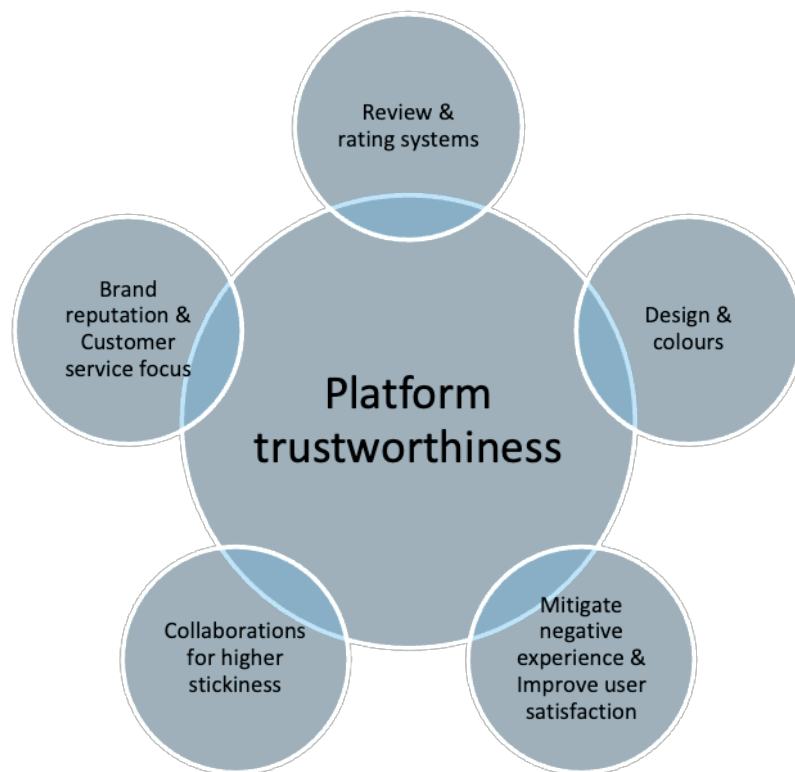 Review &
rating systems
Brand
reputation &
Customer
service focus
Design &
colours
Platform
trustworthiness
Collaborations
for higher
stickiness
Mitigate
negative
experience &
Improve user
satisfaction